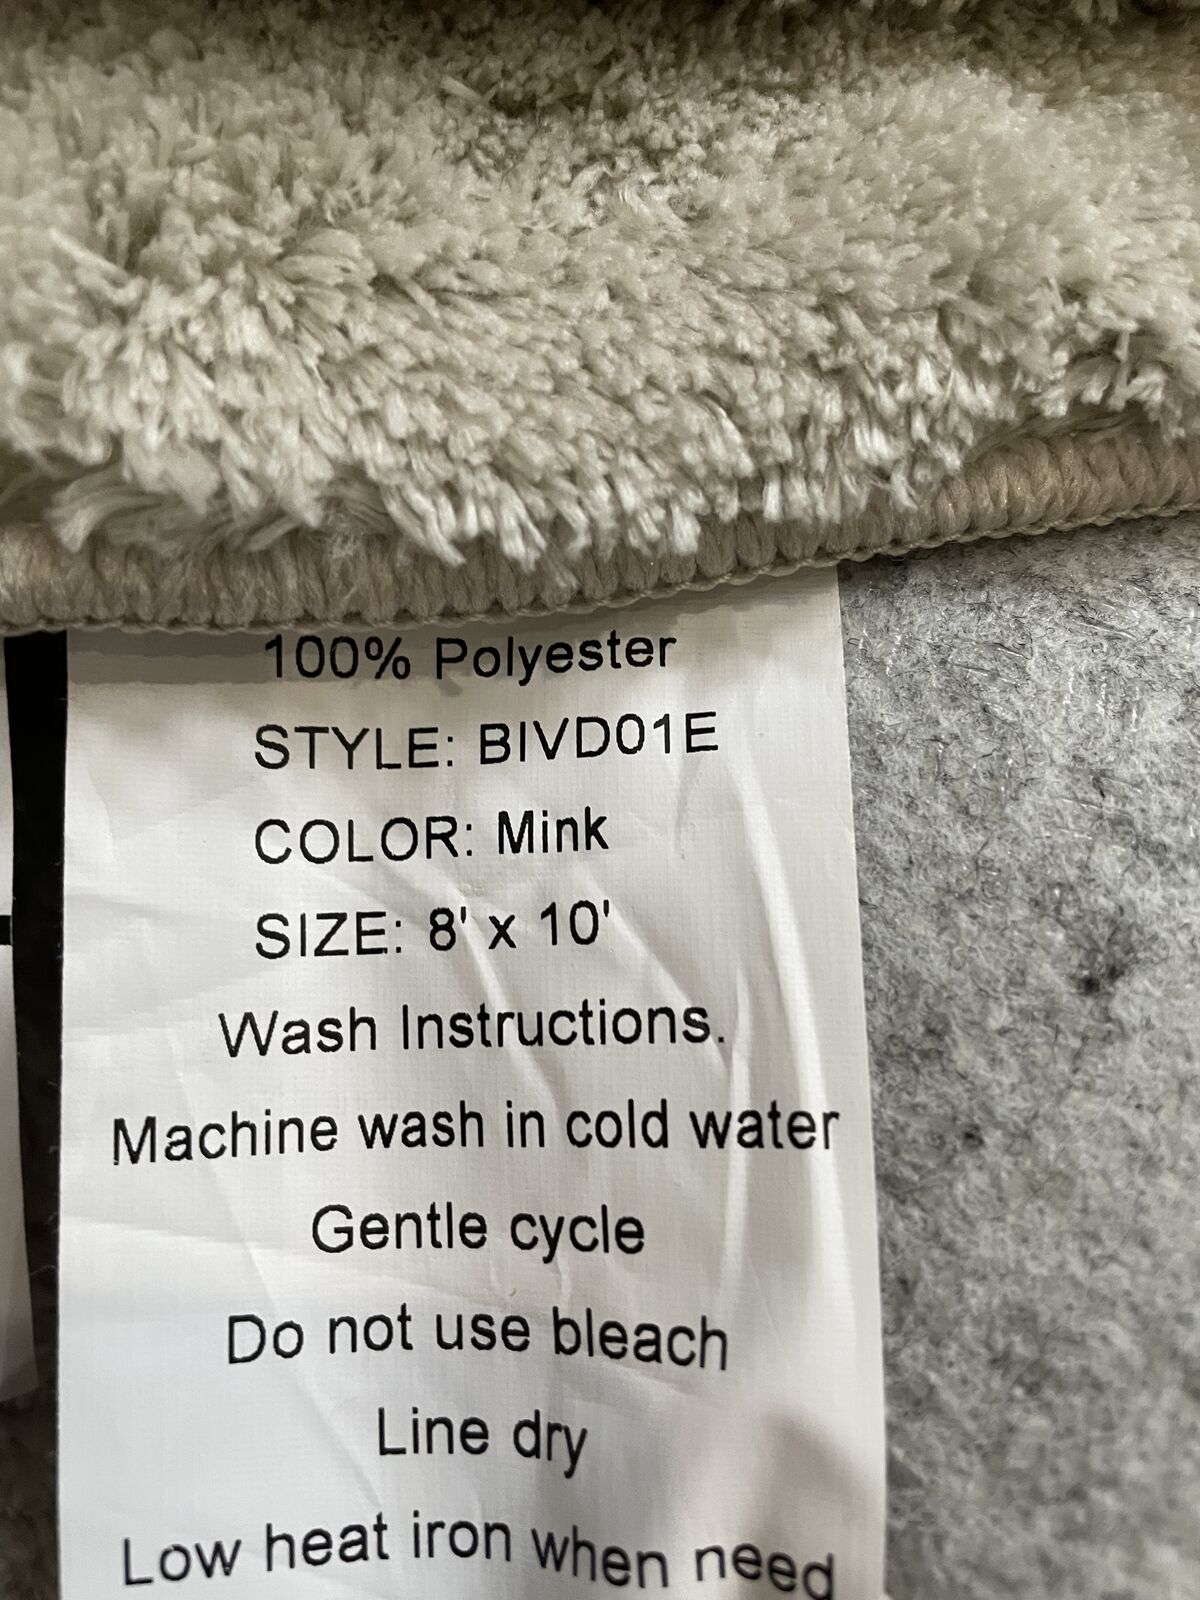 100% Polyester
STYLE: BIVD01E
COLOR: Mink
SIZE: 8' x 10'
Wash Instructions.
Machine wash in cold water
Gentle cycle
Do not use bleach
Line dry
Low heat iron when need